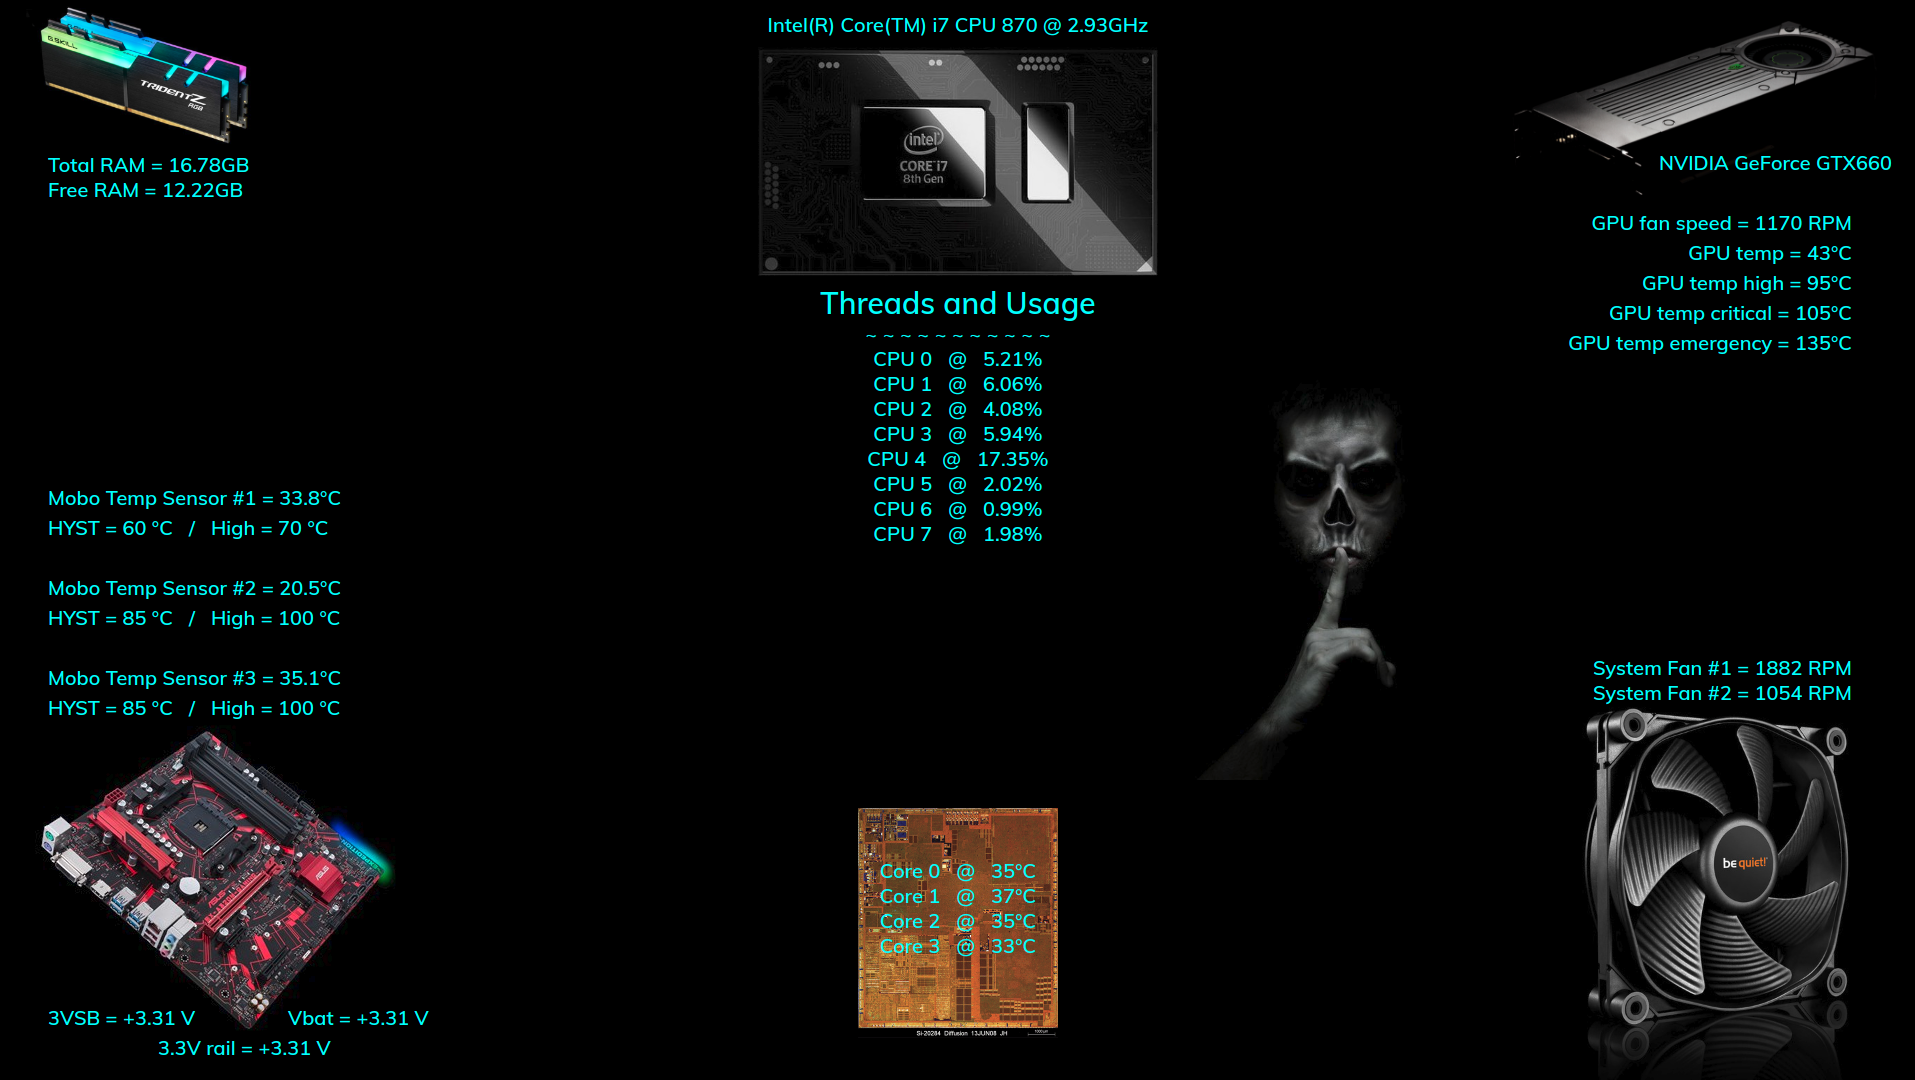 G.SKILL
TRIDENT Z
RGB
Total RAM = 16.78GB
Free RAM = 12.22GB
Intel(R) Core(TM) i7 CPU 870 @ 2.93GHz
intel
CORE i7
8th Gen
Threads and Usage
~ ~ ~ ~ ~ ~ ~ ~ ~ ~ ~
CPU 0 @ 5.21%
CPU 1 @ 6.06%
CPU 2 @ 4.08%
CPU 3 @ 5.94%
CPU 4 @ 17.35%
CPU 5 @ 2.02%
CPU 6 @ 0.99%
CPU 7 @ 1.98%
NVIDIA GeForce GTX660
GPU fan speed = 1170 RPM
GPU temp = 43°C
GPU temp high = 95°C
GPU temp critical = 105°C
GPU temp emergency = 135°C
Mobo Temp Sensor #1 = 33.8°C
HYST = 60 °C / High = 70 °C
Mobo Temp Sensor #2 = 20.5°C
HYST = 85 °C / High = 100 °C
Mobo Temp Sensor #3 = 35.1°C
HYST = 85 °C / High = 100 °C
ASUS
3VSB = +3.31 V Vbat = +3.31 V
3.3V rail = +3.31 V
Core 0 @ 35°C
Core 1 @ 37°C
Core 2 @ 35°C
Core 3 @ 33°C
Si-20284 Diffusion 13JUN08 JH
System Fan #1 = 1882 RPM
System Fan #2 = 1054 RPM
be quiet!